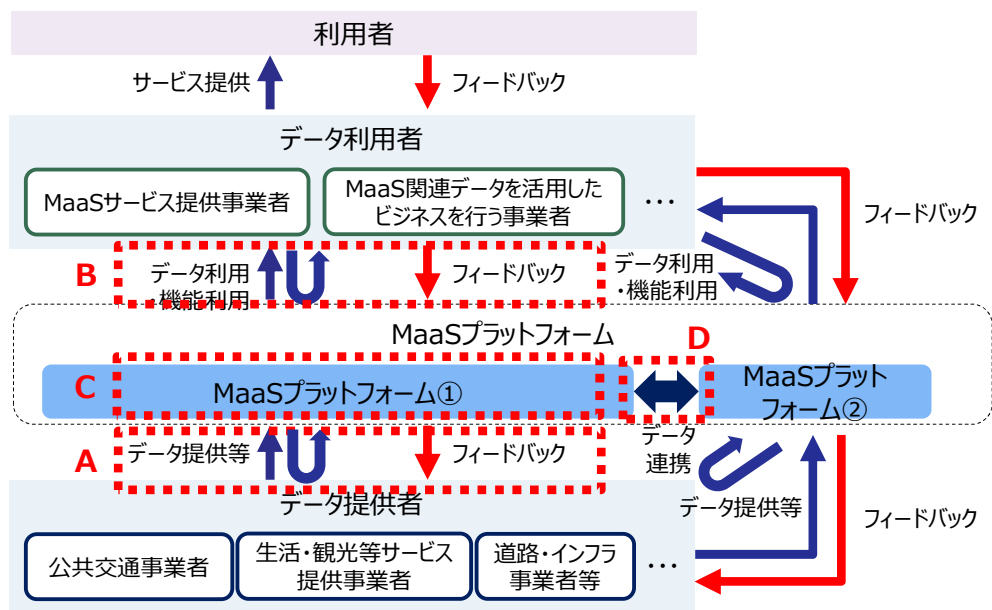 利用者
サービス提供
フィードバック
データ利用者
MaaSサービス提供事業者
MaaS関連データを活用した
ビジネスを行う事業者
…
フィードバック
B
データ利用
・機能利用
フィードバック
データ利用
・機能利用
MaaSプラットフォーム
D
C
MaaSプラットフォーム①
MaaSプラット
フォーム②
A
データ提供等
フィードバック
データ
連携
データ提供者
データ提供等
フィードバック
公共交通事業者
生活・観光等サービス
提供事業者
道路・インフラ
事業者等
…